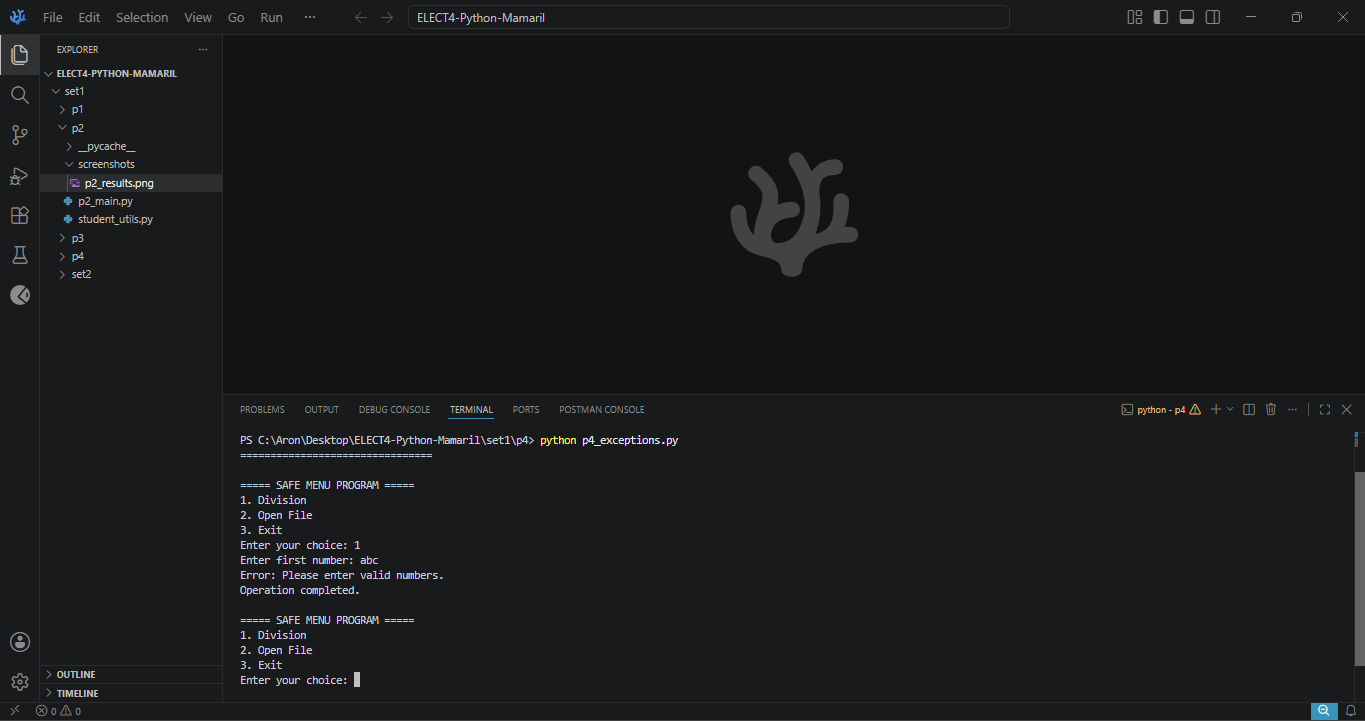 File Edit Selection View Go Run ···
ELECT4-Python-Mamaril
EXPLORER
ELECT4-PYTHON-MAMARIL
set1
p1
p2
__pycache__
screenshots
p2_results.png
p2_main.py
student_utils.py
p3
p4
set2
OUTLINE
TIMELINE
PROBLEMS OUTPUT DEBUG CONSOLE TERMINAL PORTS POSTMAN CONSOLE
python - p4
PS C:\Aron\Desktop\ELECT4-Python-Mamaril\set1\p4> python p4_exceptions.py
================================
===== SAFE MENU PROGRAM =====
1. Division
2. Open File
3. Exit
Enter your choice: 1
Enter first number: abc
Error: Please enter valid numbers.
Operation completed.
===== SAFE MENU PROGRAM =====
1. Division
2. Open File
3. Exit
Enter your choice:
0 0